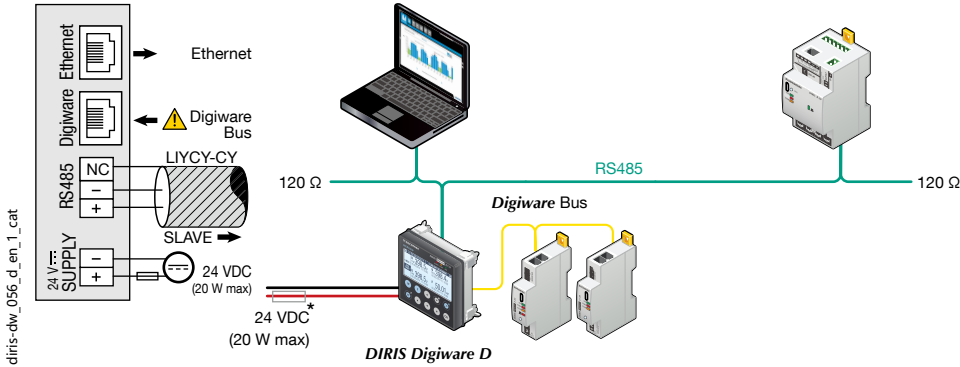 Ethernet
Ethernet
Digiware
Digiware
Bus
RS485
NC
–
+
LIYCY-CY
SLAVE
24 V
SUPPLY
–
+
24 VDC
(20 W max)
diris-dw_056_d_en_1_cat
120 Ω
RS485
120 Ω
Digiware Bus
24 VDC*
(20 W max)
DIRIS Digiware D